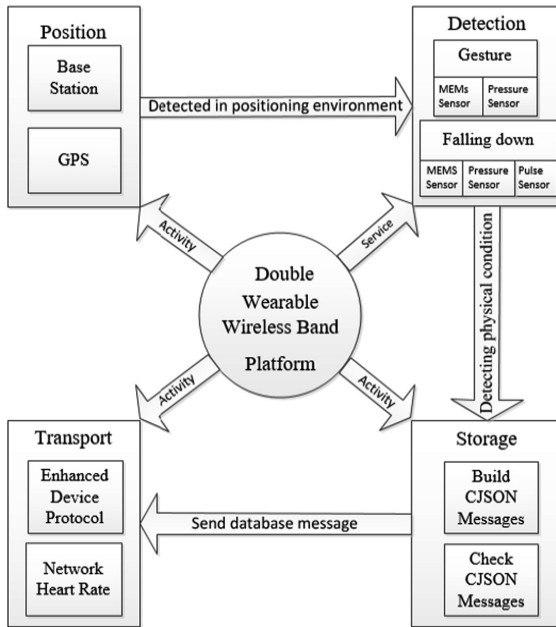 Position
Base
Station
GPS
Detected in positioning environment
Detection
Gesture
MEMs
Sensor
Pressure
Sensor
Falling down
MEMS
Sensor
Pressure
Sensor
Pulse
Sensor
Activity
Service
Double
Wearable
Wireless Band
Platform
Activity
Activity
Detecting physical condition
Transport
Enhanced
Device
Protocol
Network
Heart Rate
Send database message
Storage
Build
CJSON
Messages
Check
CJSON
Messages